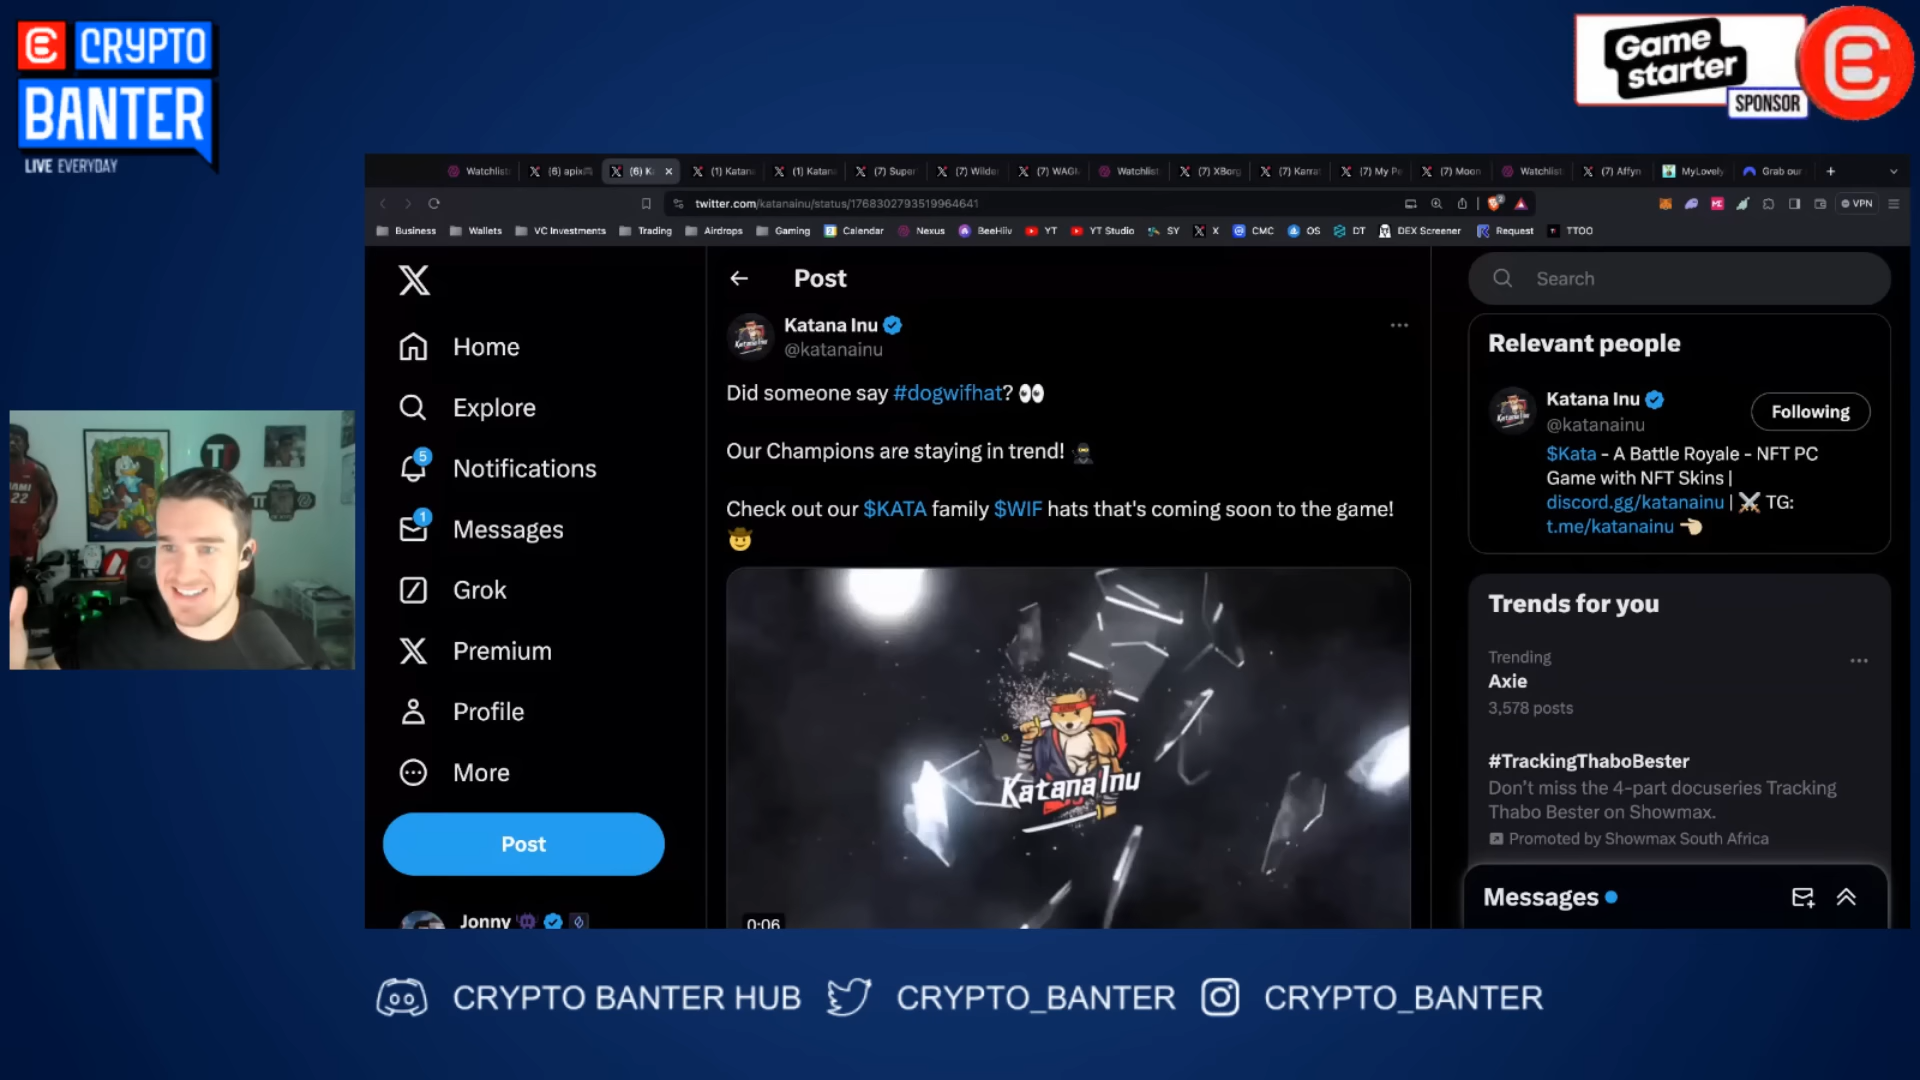 CRYPTO
BANTER
LIVE EVERYDAY
Game
starter
SPONSOR
Watchlist
(6) apix
(6) K
(1) Katan
(1) Katan
(7) Super
(7) Wilder
(7) WAGI
Watchlist
(7) XBorg
(7) Karrat
(7) My Pe
(7) Moon
Watchlist
(7) Affyn
MyLovely
Grab our
twitter.com/katanainu/status/1768302793519964641
VPN
Business
Wallets
VC Investments
Trading
Airdrops
Gaming
Calendar
Nexus
BeeHiiv
YT
YT Studio
SY
X
CMC
OS
DT
DEX Screener
Request
TTOO
Home
Explore
5
Notifications
1
Messages
Grok
Premium
Profile
More
Post
Jonny
Post
Katana Inu
@katanainu
Did someone say #dogwifhat? 👀
Our Champions are staying in trend! 🥷
Check out our $KATA family $WIF hats that's coming soon to the game!
🤠
Katana Inu
0:06
Search
Relevant people
Katana Inu
@katanainu
Following
$Kata - A Battle Royale - NFT PC
Game with NFT Skins |
discord.gg/katanainu | ⚔️ TG:
t.me/katanainu 👈🏻
Trends for you
Trending
Axie
3,578 posts
#TrackingThaboBester
Don't miss the 4-part docuseries Tracking
Thabo Bester on Showmax.
Promoted by Showmax South Africa
Messages
22
CRYPTO BANTER HUB
CRYPTO_BANTER
CRYPTO_BANTER